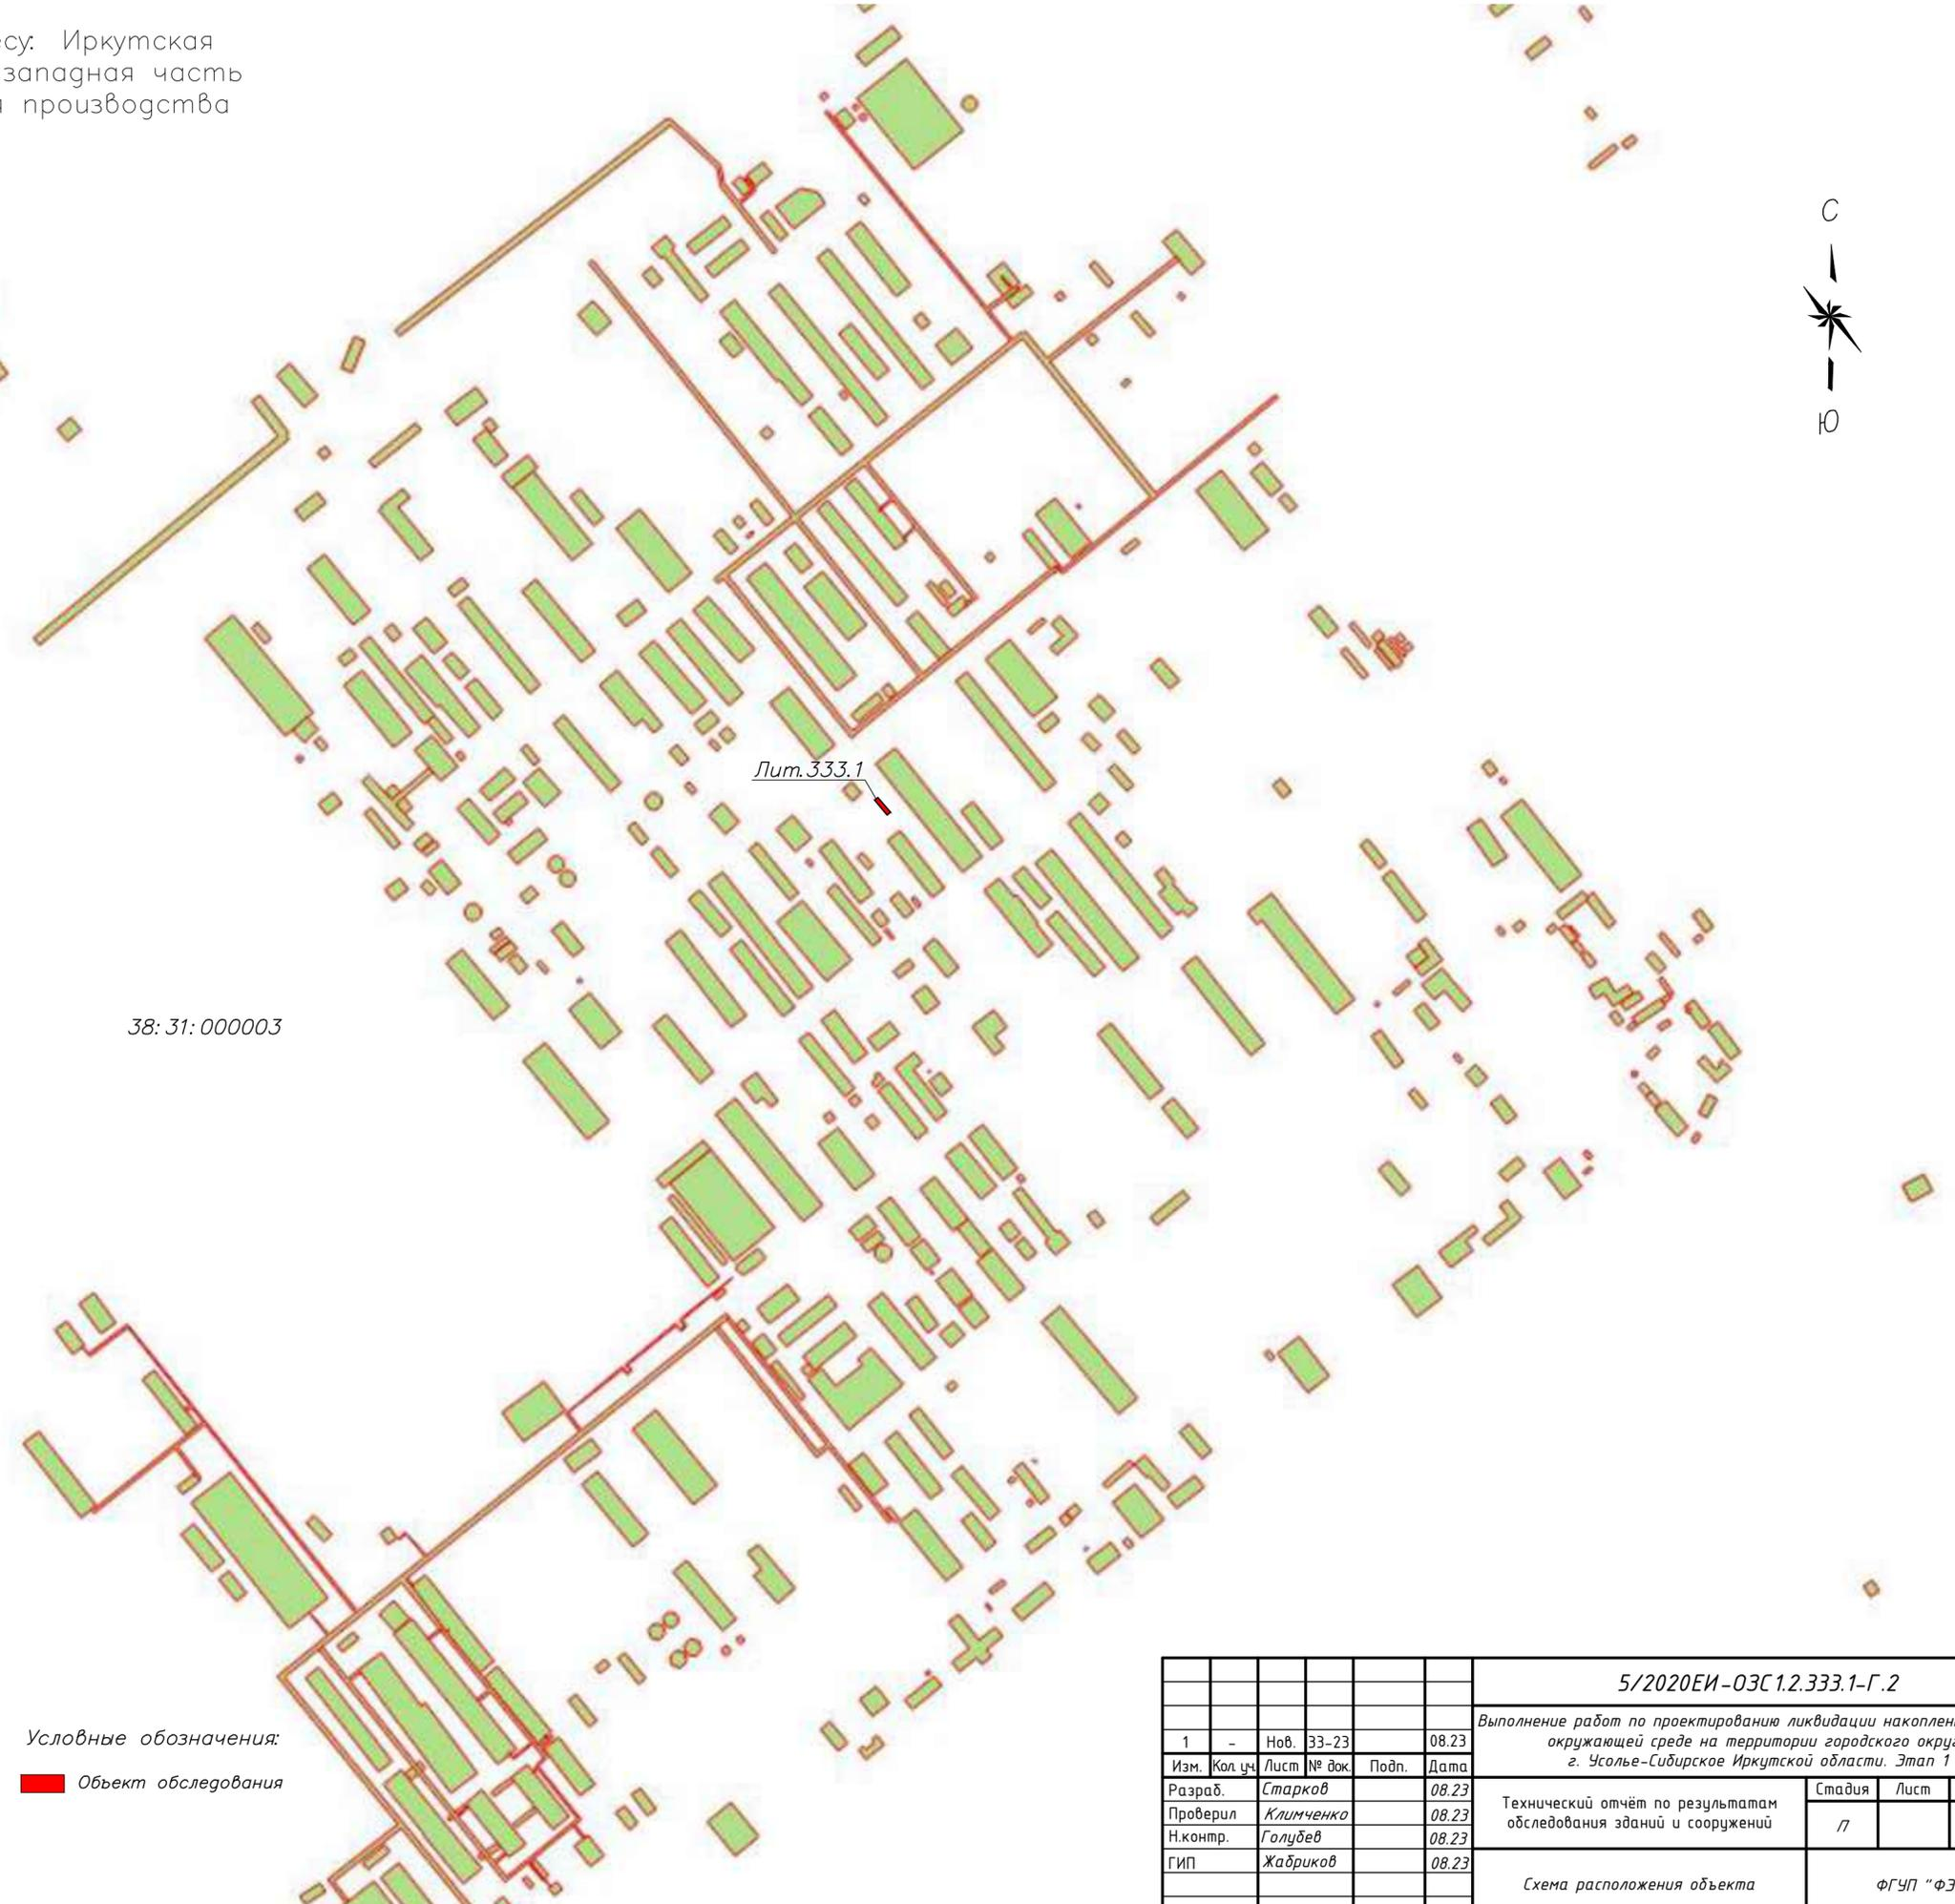 есу: Иркутская
западная часть
производства
С
Ю
Лит.333.1
38:31:000003
Условные обозначения:
Объект обследования
5/2020ЕИ-ОЗС1.2.333.1-Г.2
Выполнение работ по проектированию ликвидации
окружающей среде на территории городского
г. Усолье-Сибирское Иркутской области. Этап 1
1 - Нов. 33-23 08.23
Изм. Кол.уч Лист № док. Подп. Дата
Разраб. Старков 08.23
Проверил Климченко 08.23
Н.контр. Голубев 08.23
ГИП Жабриков 08.23
Технический отчёт по результатам
обследования зданий и сооружений
Стадия Лист
П
Схема расположения объекта
ФГУП "ФЭ